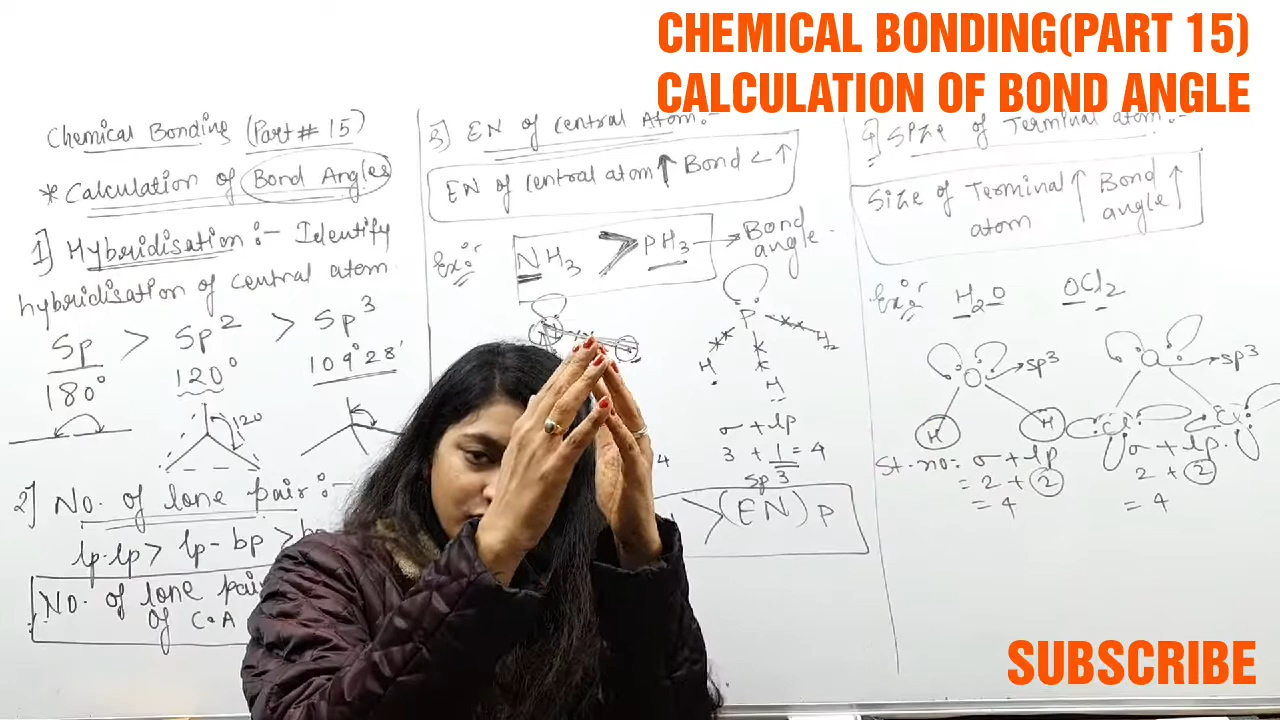 CHEMICAL BONDING(PART 15)
CALCULATION OF BOND ANGLE
Chemical Bonding (Part # 15)
* Calculation of Bond Angles
1] Hyberidisation :- Identify
hybridisation of central atom.
Sp > Sp2 > Sp3
180° 120° 109°28'
120
2] No. of lone pair :-
lp-lp > lp-bp >
No. of lone pair
Of C.A
3] EN of central Atom :-
EN of central atom ↑ Bond ∠ ↑
Ex:- NH3 > PH3 → Bond angle.
P
H H
H
σ + lp
3 + 1 = 4
sp3
4
> (EN) P
4] Size of Terminal atom :-
Size of Terminal atom ↑ Bond angle ↑
Ex:- H2O OCl2
O → sp3
H H
St. no = σ + lp
= 2 + 2
= 4
O → sp3
Cl Cl
σ + lp.
2 + 2
= 4
SUBSCRIBE